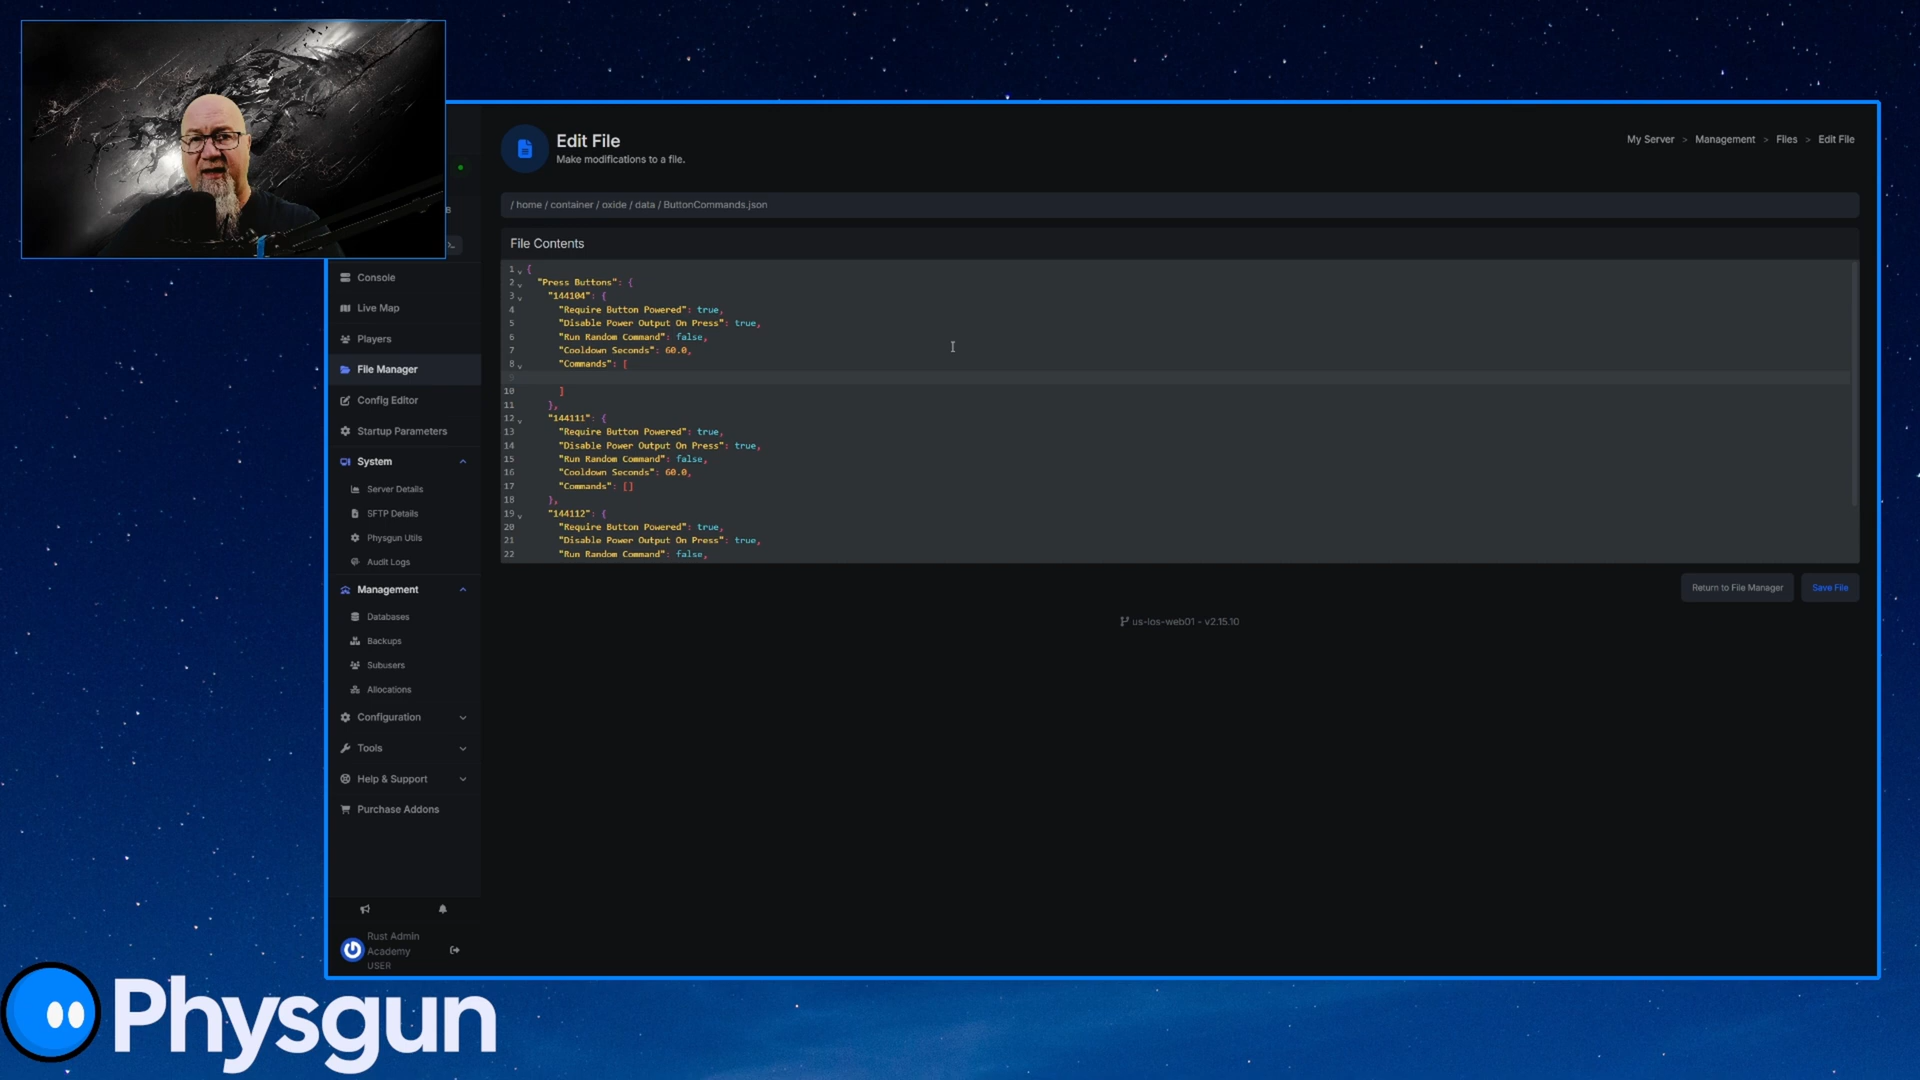 Edit File
Make modifications to a file.
My Server > Management > Files > Edit File
/ home / container / oxide / data / ButtonCommands.json
File Contents
1 {
2 "Press Buttons": {
3 "144104": {
4 "Require Button Powered": true,
5 "Disable Power Output On Press": true,
6 "Run Random Command": false,
7 "Cooldown Seconds": 60.0,
8 "Commands": [
9
10 ]
11 },
12 "144111": {
13 "Require Button Powered": true,
14 "Disable Power Output On Press": true,
15 "Run Random Command": false,
16 "Cooldown Seconds": 60.0,
17 "Commands": []
18 },
19 "144112": {
20 "Require Button Powered": true,
21 "Disable Power Output On Press": true,
22 "Run Random Command": false,
Return to File Manager
Save File
us-los-web01 - v2.15.10
B
Console
Live Map
Players
File Manager
Config Editor
Startup Parameters
System
Server Details
SFTP Details
Physgun Utils
Audit Logs
Management
Databases
Backups
Subusers
Allocations
Configuration
Tools
Help & Support
Purchase Addons
Rust Admin
Academy
USER
Physgun